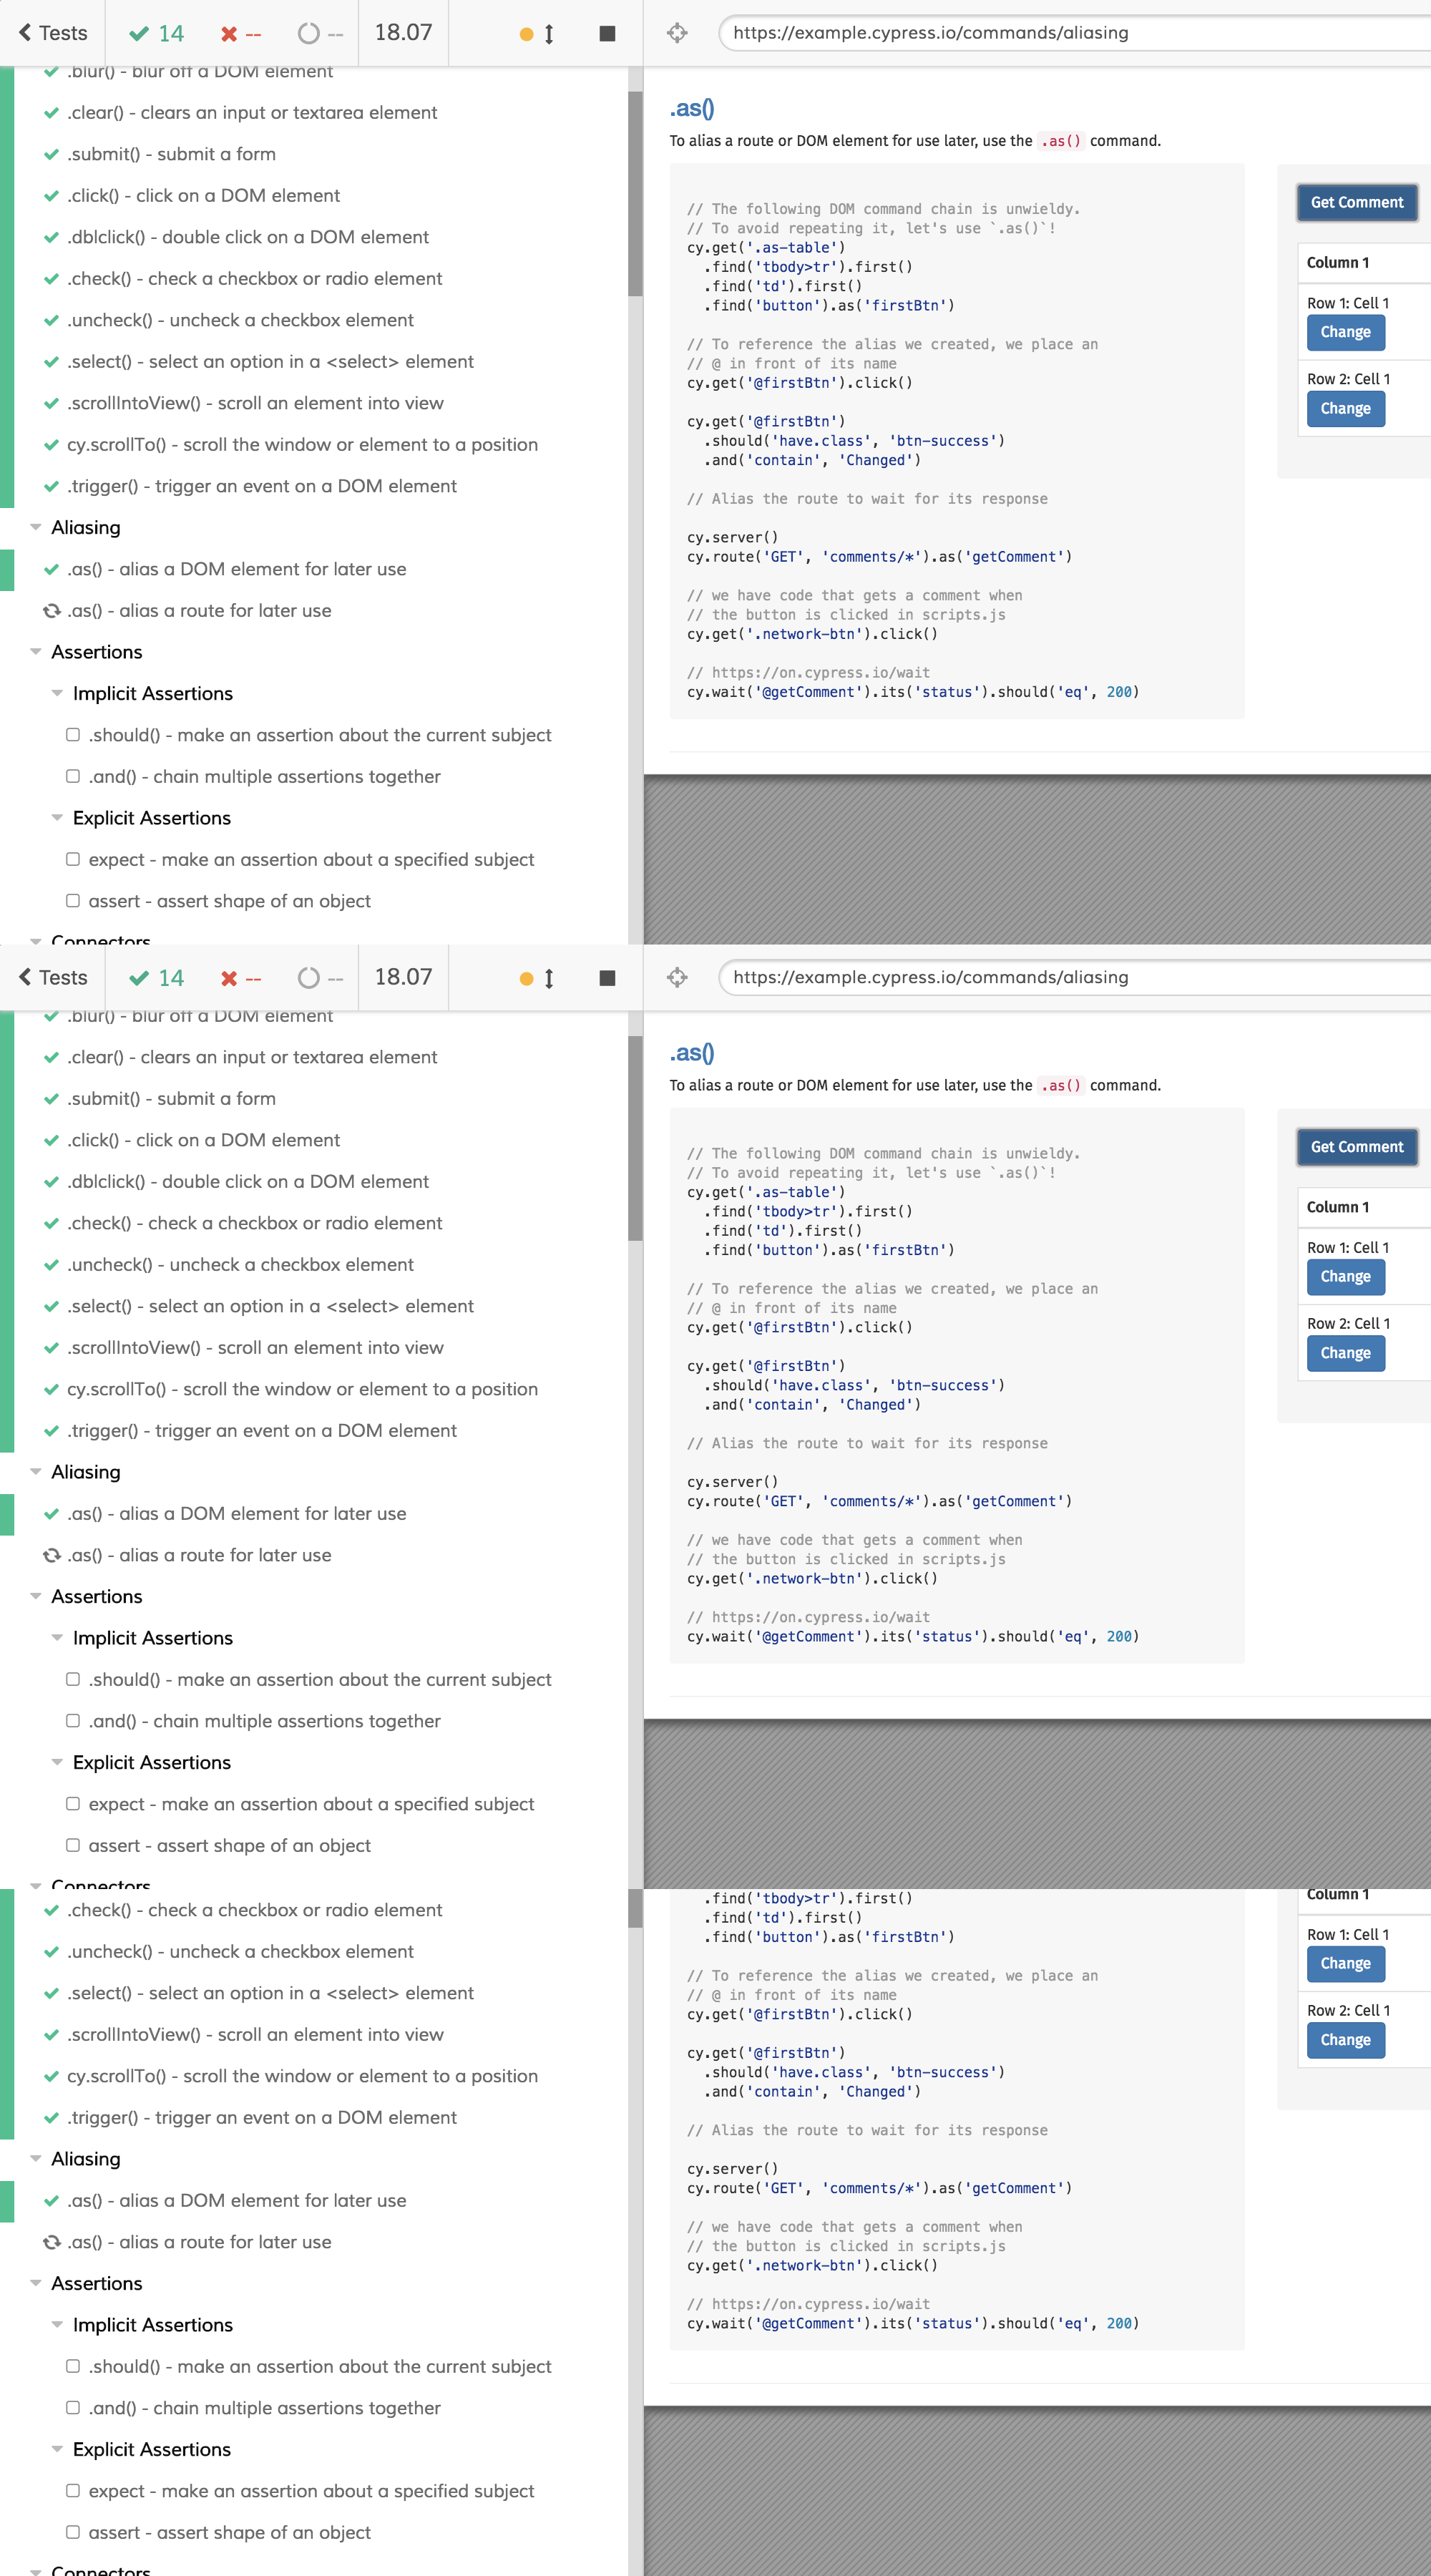 Tests 14 -- -- 18.07
.blur() - blur off a DOM element
.clear() - clears an input or textarea element
.submit() - submit a form
.click() - click on a DOM element
.dblclick() - double click on a DOM element
.check() - check a checkbox or radio element
.uncheck() - uncheck a checkbox element
.select() - select an option in a <select> element
.scrollIntoView() - scroll an element into view
cy.scrollTo() - scroll the window or element to a position
.trigger() - trigger an event on a DOM element
Aliasing
.as() - alias a DOM element for later use
.as() - alias a route for later use
Assertions
Implicit Assertions
.should() - make an assertion about the current subject
.and() - chain multiple assertions together
Explicit Assertions
expect - make an assertion about a specified subject
assert - assert shape of an object
Connectors
https://example.cypress.io/commands/aliasing
.as()
To alias a route or DOM element for use later, use the .as() command.
// The following DOM command chain is unwieldy.
// To avoid repeating it, let's use `.as()`!
cy.get('.as-table')
.find('tbody>tr').first()
.find('td').first()
.find('button').as('firstBtn')
// To reference the alias we created, we place an
// @ in front of its name
cy.get('@firstBtn').click()
cy.get('@firstBtn')
.should('have.class', 'btn-success')
.and('contain', 'Changed')
// Alias the route to wait for its response
cy.server()
cy.route('GET', 'comments/*').as('getComment')
// we have code that gets a comment when
// the button is clicked in scripts.js
cy.get('.network-btn').click()
// https://on.cypress.io/wait
cy.wait('@getComment').its('status').should('eq', 200)
Get Comment
Column 1
Row 1: Cell 1
Change
Row 2: Cell 1
Change
Tests 14 -- -- 18.07
.blur() - blur off a DOM element
.clear() - clears an input or textarea element
.submit() - submit a form
.click() - click on a DOM element
.dblclick() - double click on a DOM element
.check() - check a checkbox or radio element
.uncheck() - uncheck a checkbox element
.select() - select an option in a <select> element
.scrollIntoView() - scroll an element into view
cy.scrollTo() - scroll the window or element to a position
.trigger() - trigger an event on a DOM element
Aliasing
.as() - alias a DOM element for later use
.as() - alias a route for later use
Assertions
Implicit Assertions
.should() - make an assertion about the current subject
.and() - chain multiple assertions together
Explicit Assertions
expect - make an assertion about a specified subject
assert - assert shape of an object
Connectors
https://example.cypress.io/commands/aliasing
.as()
To alias a route or DOM element for use later, use the .as() command.
// The following DOM command chain is unwieldy.
// To avoid repeating it, let's use `.as()`!
cy.get('.as-table')
.find('tbody>tr').first()
.find('td').first()
.find('button').as('firstBtn')
// To reference the alias we created, we place an
// @ in front of its name
cy.get('@firstBtn').click()
cy.get('@firstBtn')
.should('have.class', 'btn-success')
.and('contain', 'Changed')
// Alias the route to wait for its response
cy.server()
cy.route('GET', 'comments/*').as('getComment')
// we have code that gets a comment when
// the button is clicked in scripts.js
cy.get('.network-btn').click()
// https://on.cypress.io/wait
cy.wait('@getComment').its('status').should('eq', 200)
Get Comment
Column 1
Row 1: Cell 1
Change
Row 2: Cell 1
Change
.check() - check a checkbox or radio element
.uncheck() - uncheck a checkbox element
.select() - select an option in a <select> element
.scrollIntoView() - scroll an element into view
cy.scrollTo() - scroll the window or element to a position
.trigger() - trigger an event on a DOM element
Aliasing
.as() - alias a DOM element for later use
.as() - alias a route for later use
Assertions
Implicit Assertions
.should() - make an assertion about the current subject
.and() - chain multiple assertions together
Explicit Assertions
expect - make an assertion about a specified subject
assert - assert shape of an object
Connectors
.find('tbody>tr').first()
.find('td').first()
.find('button').as('firstBtn')
// To reference the alias we created, we place an
// @ in front of its name
cy.get('@firstBtn').click()
cy.get('@firstBtn')
.should('have.class', 'btn-success')
.and('contain', 'Changed')
// Alias the route to wait for its response
cy.server()
cy.route('GET', 'comments/*').as('getComment')
// we have code that gets a comment when
// the button is clicked in scripts.js
cy.get('.network-btn').click()
// https://on.cypress.io/wait
cy.wait('@getComment').its('status').should('eq', 200)
Column 1
Row 1: Cell 1
Change
Row 2: Cell 1
Change